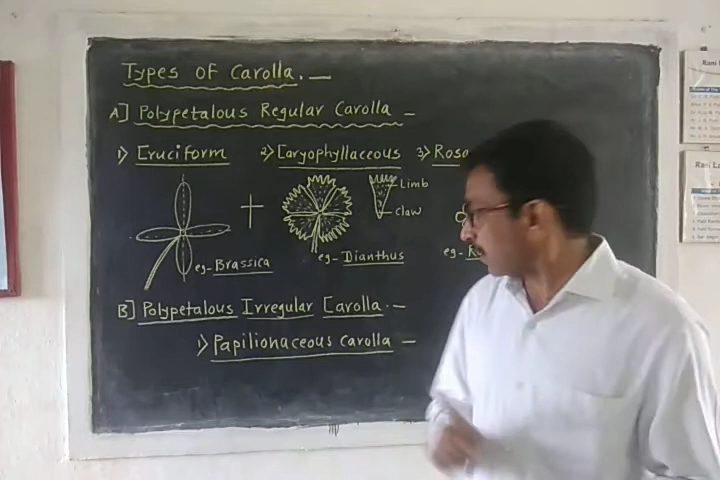 Types of Carolla.
A] Polypetalous Regular Carolla -
1) Cruciform 2) Caryophyllaceous 3)
Limb
Claw
eg- Brassica eg- Dianthus eg-
B] Polypetalous Irregular Carolla. -
1) Papilionaceous Carolla -